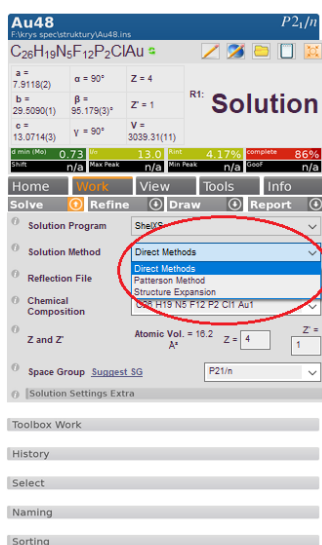 Au48 P2₁/n
F:\krys spec\struktury\Au48.ins
C₂₆H₁₉N₅F₁₂P₂ClAu
a = 7.9118(2) α = 90° Z = 4
b = 29.5090(1) β = 95.179(3)° Z' = 1
c = 13.0714(3) γ = 90° V = 3039.31(11)
R1: Solution
d min (Mo) 0.73 I/σ 13.0 Rint 4.17% complete 86%
Shift n/a Max Peak n/a Min Peak n/a GooF n/a
Home Work View Tools Info
Solve Refine Draw Report
Solution Program ShelXS
Solution Method Direct Methods
Direct Methods
Patterson Method
Structure Expansion
Reflection File
Chemical Composition C26 H19 N5 F12 P2 Cl1 Au1
Z and Z' Atomic Vol. = 16.2 Å³ Z = 4 Z' = 1
Space Group Suggest SG P21/n
Solution Settings Extra
Toolbox Work
History
Select
Naming
Sorting